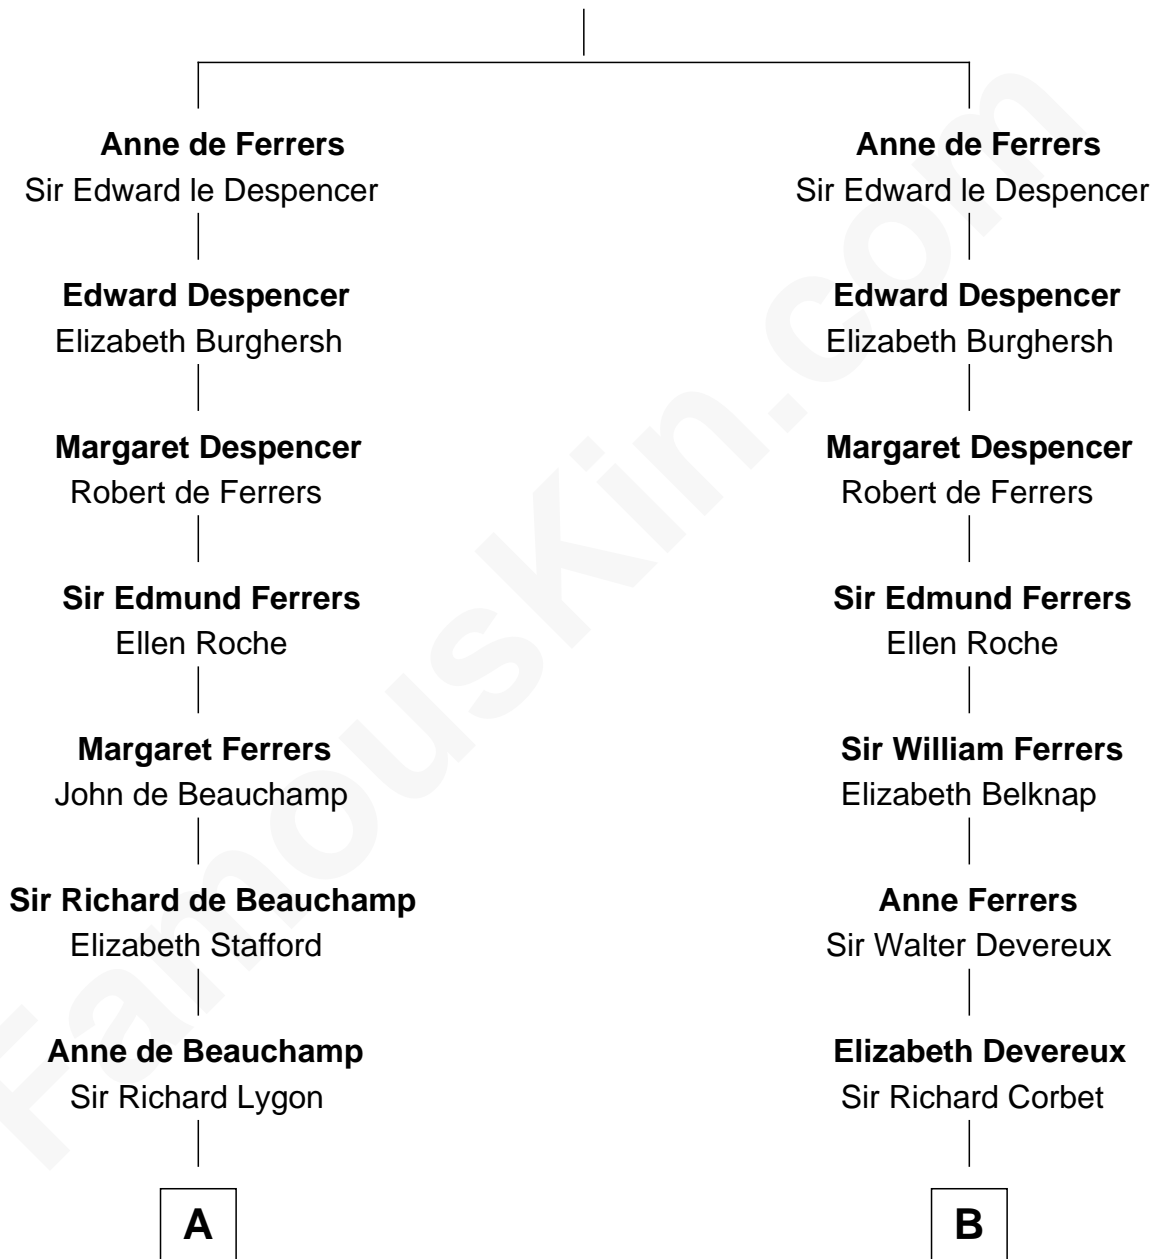 Anne de Ferrers
Sir Edward le Despencer
Edward Despencer
Elizabeth Burghersh
Margaret Despencer
Robert de Ferrers
Sir Edmund Ferrers
Ellen Roche
Margaret Ferrers
John de Beauchamp
Sir Richard de Beauchamp
Elizabeth Stafford
Anne de Beauchamp
Sir Richard Lygon
A
Anne de Ferrers
Sir Edward le Despencer
Edward Despencer
Elizabeth Burghersh
Margaret Despencer
Robert de Ferrers
Sir Edmund Ferrers
Ellen Roche
Sir William Ferrers
Elizabeth Belknap
Anne Ferrers
Sir Walter Devereux
Elizabeth Devereux
Sir Richard Corbet
B
FamousKin.com